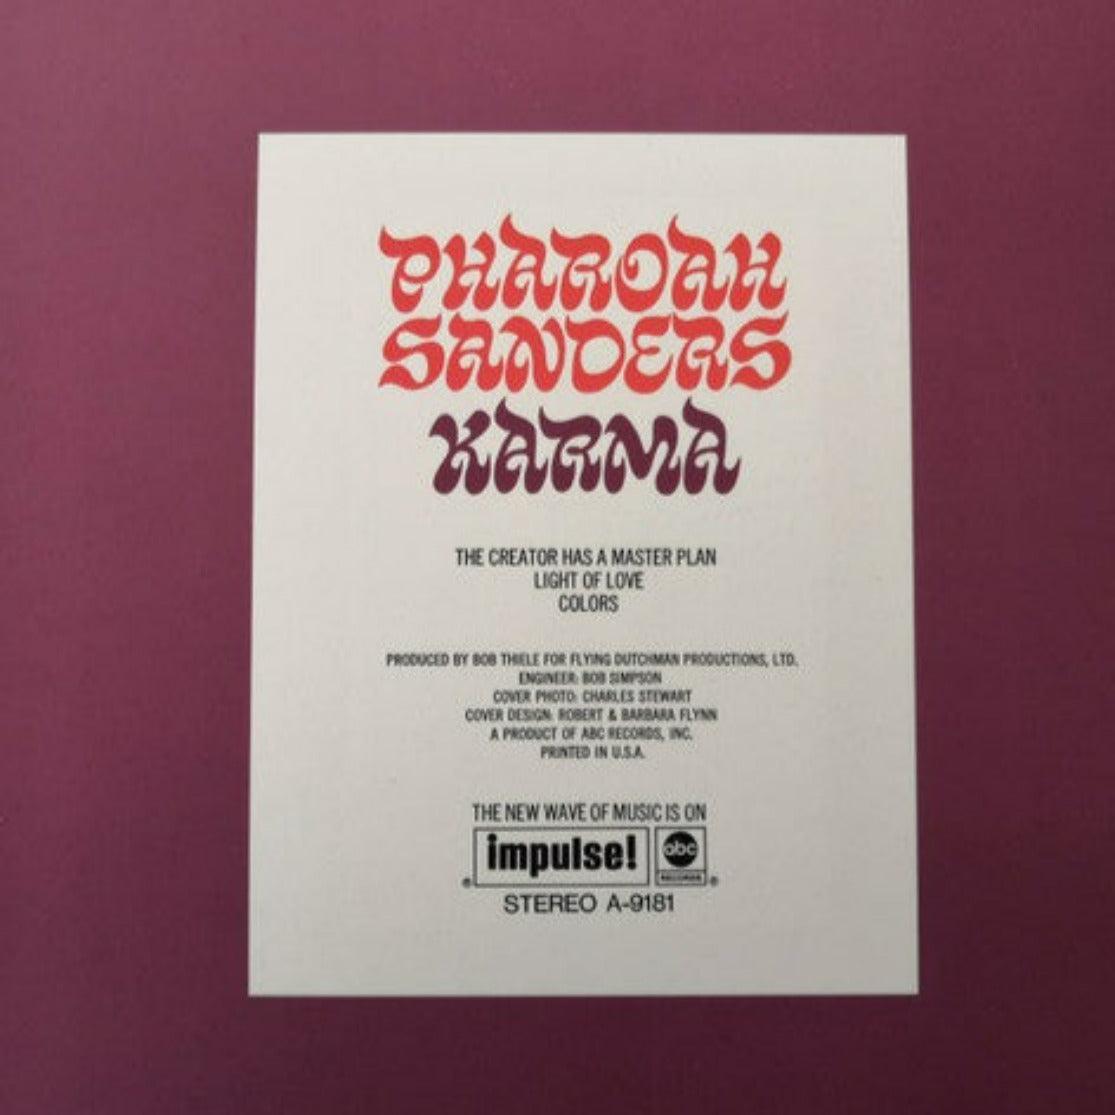 PHAROAH
SANDERS
KARMA
THE CREATOR HAS A MASTER PLAN
LIGHT OF LOVE
COLORS
PRODUCED BY BOB THIELE FOR FLYING DUTCHMAN PRODUCTIONS, LTD.
ENGINEER: BOB SIMPSON
COVER PHOTO: CHARLES STEWART
COVER DESIGN: ROBERT & BARBARA FLYNN
A PRODUCT OF ABC RECORDS, INC.
PRINTED IN U.S.A.
THE NEW WAVE OF MUSIC IS ON
® impulse! abc RECORDS ®
STEREO A-9181